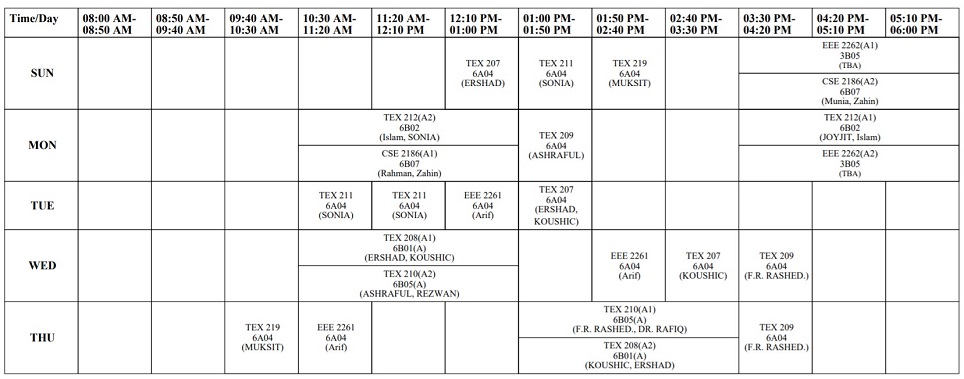 Time/Day
08:00 AM-
08:50 AM
08:50 AM-
09:40 AM
09:40 AM-
10:30 AM
10:30 AM-
11:20 AM
11:20 AM-
12:10 PM
12:10 PM-
01:00 PM
01:00 PM-
01:50 PM
01:50 PM-
02:40 PM
02:40 PM-
03:30 PM
03:30 PM-
04:20 PM
04:20 PM-
05:10 PM
05:10 PM-
06:00 PM
SUN
TEX 207
6A04
(ERSHAD)
TEX 211
6A04
(SONIA)
TEX 219
6A04
(MUKSIT)
EEE 2262(A1)
3B05
(TBA)
CSE 2186(A2)
6B07
(Munia, Zahin)
MON
TEX 212(A2)
6B02
(Islam, SONIA)
CSE 2186(A1)
6B07
(Rahman, Zahin)
TEX 209
6A04
(ASHRAFUL)
TEX 212(A1)
6B02
(JOYJIT, Islam)
EEE 2262(A2)
3B05
(TBA)
TUE
TEX 211
6A04
(SONIA)
TEX 211
6A04
(SONIA)
EEE 2261
6A04
(Arif)
TEX 207
6A04
(ERSHAD,
KOUSHIC)
WED
TEX 208(A1)
6B01(A)
(ERSHAD, KOUSHIC)
TEX 210(A2)
6B05(A)
(ASHRAFUL, REZWAN)
EEE 2261
6A04
(Arif)
TEX 207
6A04
(KOUSHIC)
TEX 209
6A04
(F.R. RASHED.)
THU
TEX 219
6A04
(MUKSIT)
EEE 2261
6A04
(Arif)
TEX 210(A1)
6B05(A)
(F.R. RASHED., DR. RAFIQ)
TEX 208(A2)
6B01(A)
(KOUSHIC, ERSHAD)
TEX 209
6A04
(F.R. RASHED.)